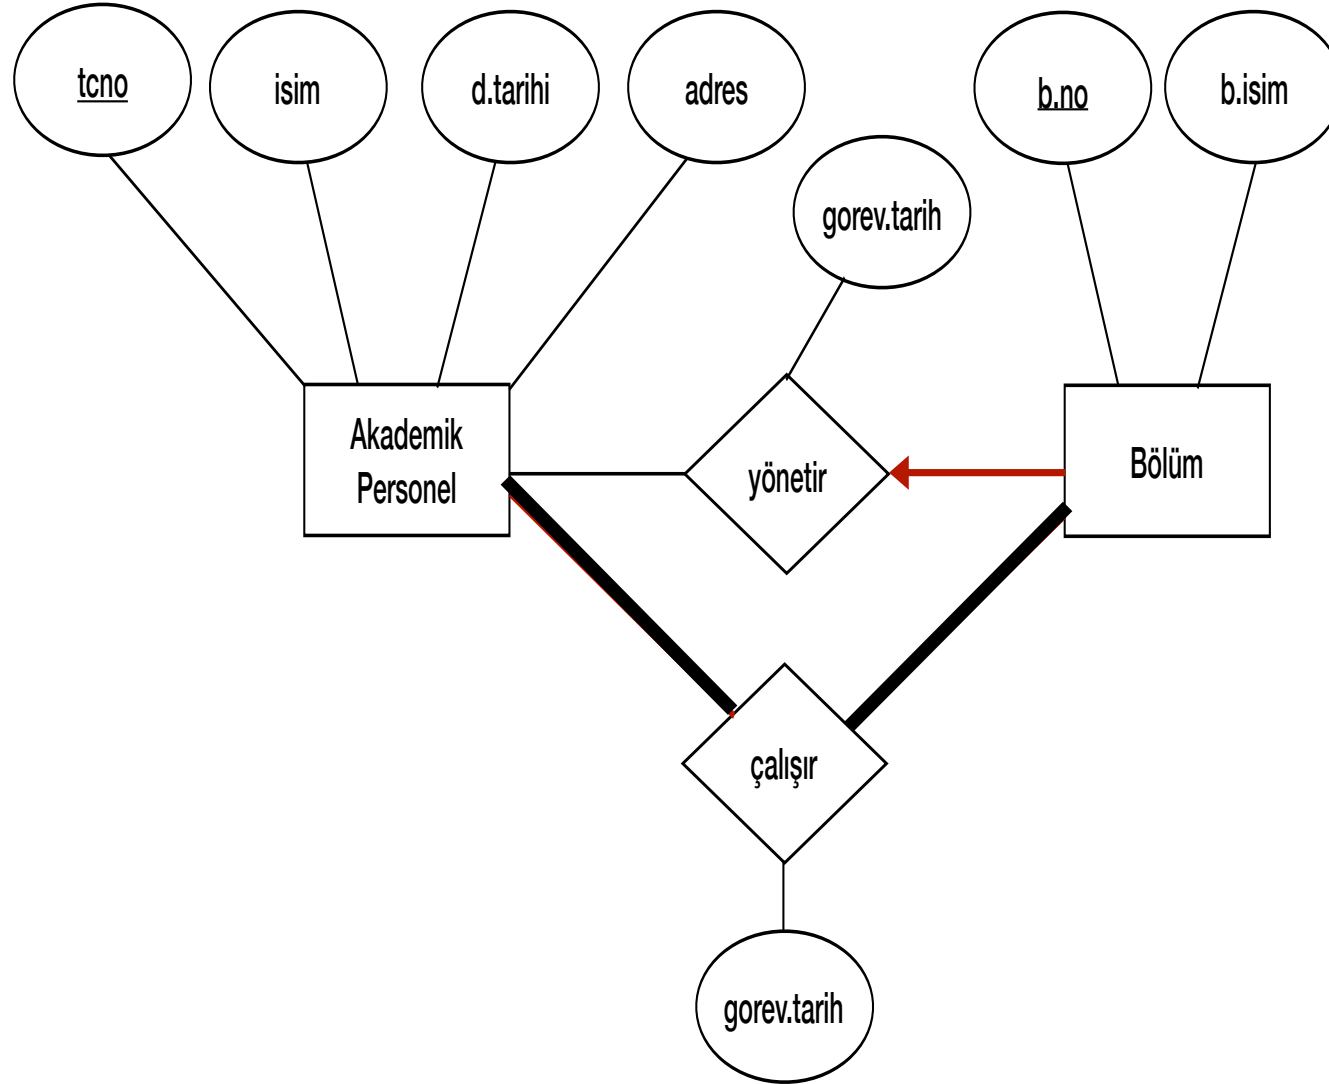 tcno
isim
d.tarihi
adres
b.no
b.isim
gorev.tarih
Akademik
Personel
yönetir
Bölüm
çalışır
gorev.tarih